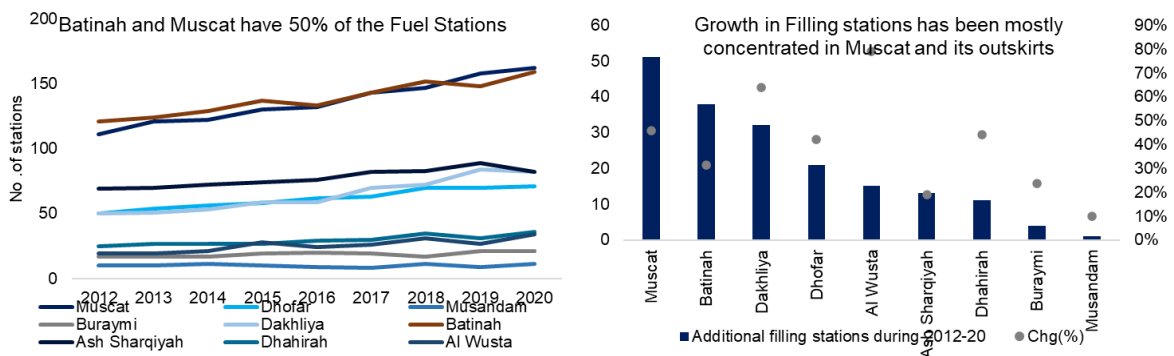 Batinah and Muscat have 50% of the Fuel Stations
No .of stations
200
150
100
50
0
2012 2013 2014 2015 2016 2017 2018 2019 2020
Muscat Dhofar Musandam
Buraymi Dakhliya Batinah
Ash Sharqiyah Dhahirah Al Wusta
Growth in Filling stations has been mostly
concentrated in Muscat and its outskirts
60
50
40
30
20
10
0
90%
80%
70%
60%
50%
40%
30%
20%
10%
0%
Muscat
Batinah
Dakhliya
Dhofar
Al Wusta
Ash Sharqiyah
Dhahirah
Buraymi
Musandam
Additional filling stations during 2012-20 Chg(%)